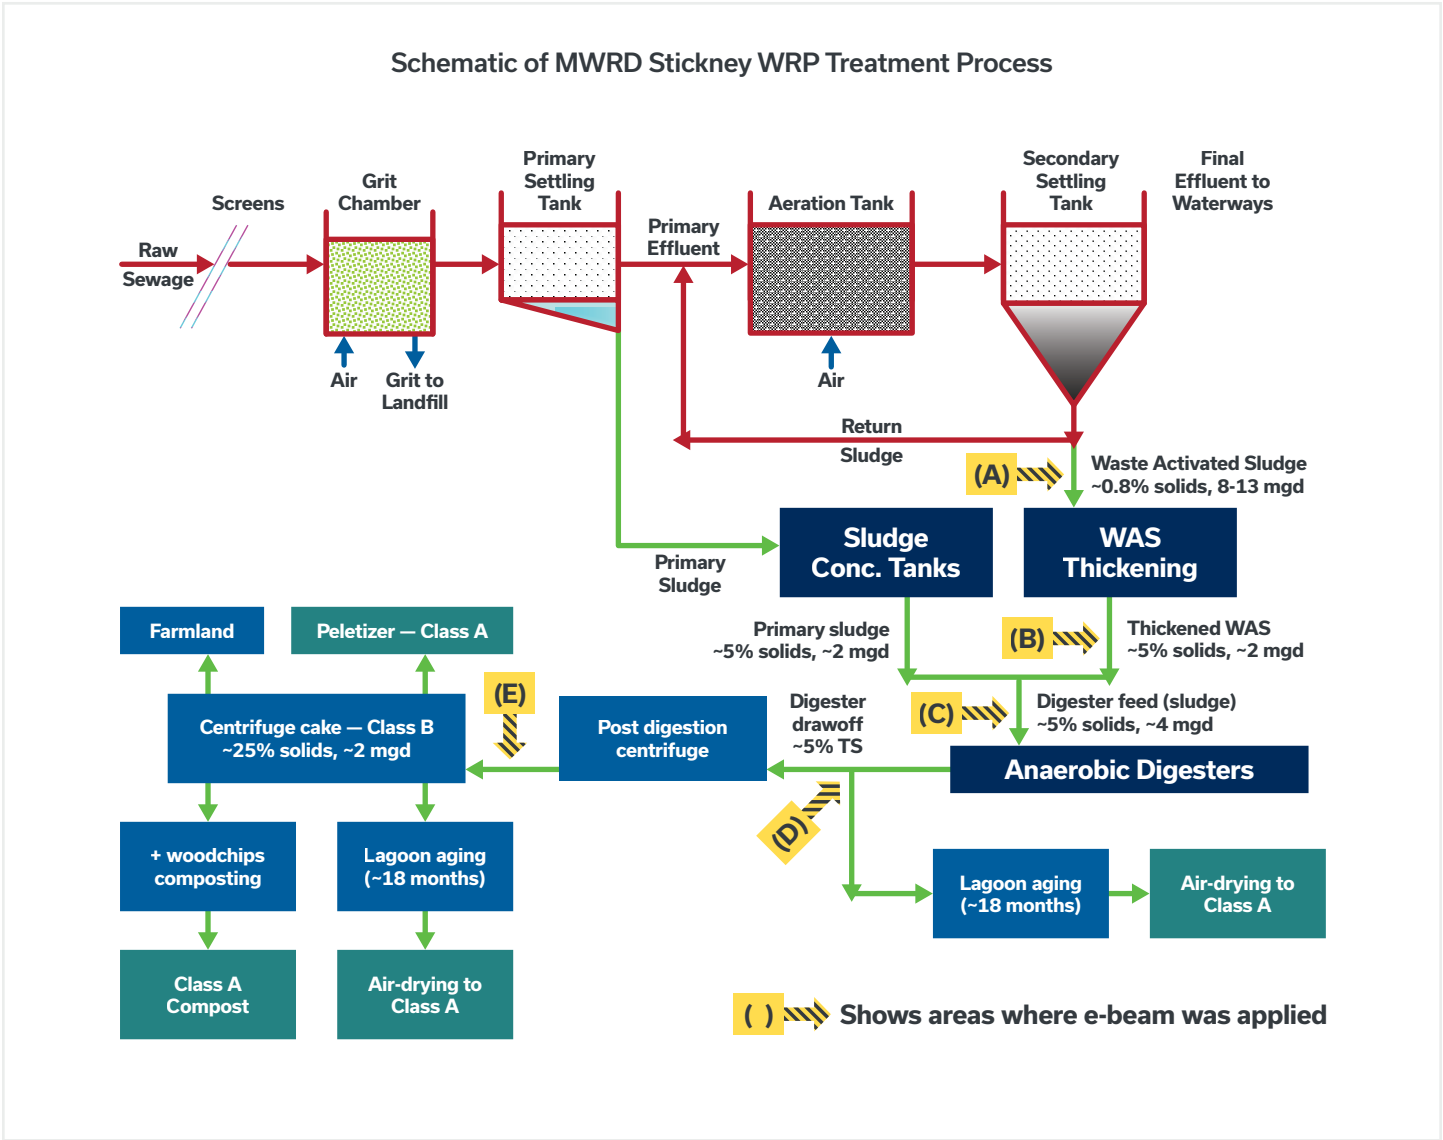 Schematic of MWRD Stickney WRP Treatment Process
Screens
Raw
Sewage
Grit
Chamber
Air
Grit to
Landfill
Primary
Settling
Tank
Primary
Effluent
Aeration Tank
Air
Secondary
Settling
Tank
Final
Effluent to
Waterways
Return
Sludge
(A)
Waste Activated Sludge
~0.8% solids, 8-13 mgd
Primary
Sludge
Sludge
Conc. Tanks
WAS
Thickening
Primary sludge
~5% solids, ~2 mgd
(B)
Thickened WAS
~5% solids, ~2 mgd
(C)
Digester feed (sludge)
~5% solids, ~4 mgd
Anaerobic Digesters
Digester
drawoff
~5% TS
(D)
Lagoon aging
(~18 months)
Air-drying to
Class A
Post digestion
centrifuge
(E)
Centrifuge cake — Class B
~25% solids, ~2 mgd
Farmland
Peletizer — Class A
+ woodchips
composting
Lagoon aging
(~18 months)
Class A
Compost
Air-drying to
Class A
( ) Shows areas where e-beam was applied